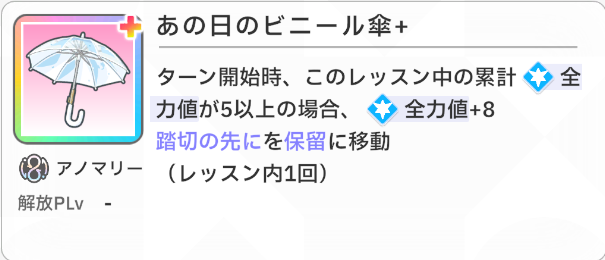 あの日のビニール傘+
ターン開始時、このレッスン中の累計 全
力値が5以上の場合、 全力値+8
踏切の先にを保留に移動
（レッスン内1回）
アノマリー
解放PLv -